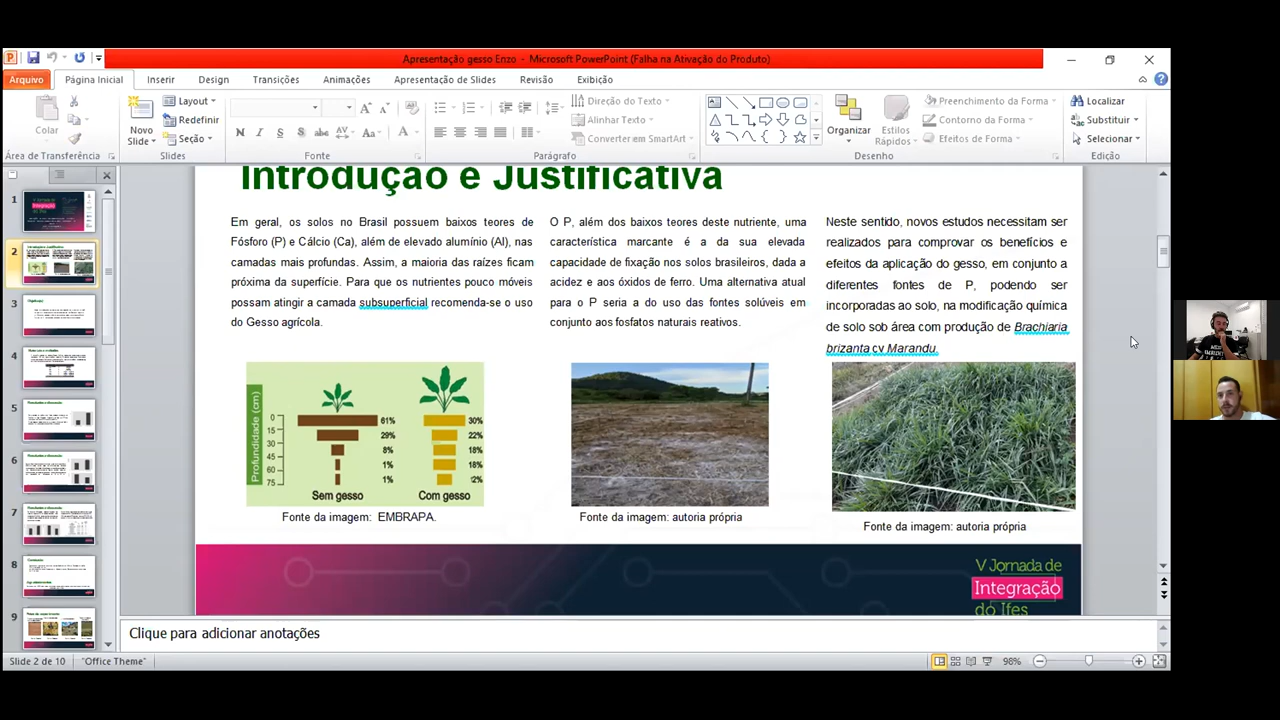 Apresentação gesso Enzo - Microsoft PowerPoint (Falha na Ativação do Produto)
Arquivo
Página Inicial
Inserir
Design
Transições
Animações
Apresentação de Slides
Revisão
Exibição
Colar
Área de Transferência
Novo
Slide
Layout
Redefinir
Seção
Slides
N I S S abc AV Aa A
Fonte
Direção do Texto
Alinhar Texto
Converter em SmartArt
Parágrafo
Organizar
Estilos
Rápidos
Preenchimento da Forma
Contorno da Forma
Efeitos de Forma
Desenho
Localizar
Substituir
Selecionar
Edição
1
2
3
4
5
6
7
8
9
Introdução e Justificativa
Em geral, os solos no Brasil possuem baixos teores de
Fósforo (P) e Cálcio (Ca), além de elevado alumínio (Al), nas
camadas mais profundas. Assim, a maioria das raízes ficam
próxima da superfície. Para que os nutrientes pouco móveis
possam atingir a camada subsuperficial recomenda-se o uso
do Gesso agrícola.
O P, além dos baixos teores deste nutriente, uma
característica marcante é a da sua elevada
capacidade de fixação nos solos brasileiros, dada a
acidez e aos óxidos de ferro. Uma alternativa atual
para o P seria a do uso das fontes solúveis em
conjunto aos fosfatos naturais reativos.
Neste sentido, novos estudos necessitam ser
realizados para comprovar os benefícios e
efeitos da aplicação do gesso, em conjunto a
diferentes fontes de P, podendo ser
incorporadas ao solo, na modificação química
de solo sob área com produção de Brachiaria
brizanta cv Marandu.
Profundidade (cm)
0 61% 30%
15 29% 22%
30 8% 18%
45
60 1% 18%
75 1% 12%
Sem gesso
Com gesso
Fonte da imagem: EMBRAPA.
Fonte da imagem: autoria própria
Fonte da imagem: autoria própria
V Jornada de
Integração
do Ifes
Clique para adicionar anotações
Slide 2 de 10
"Office Theme"
98%